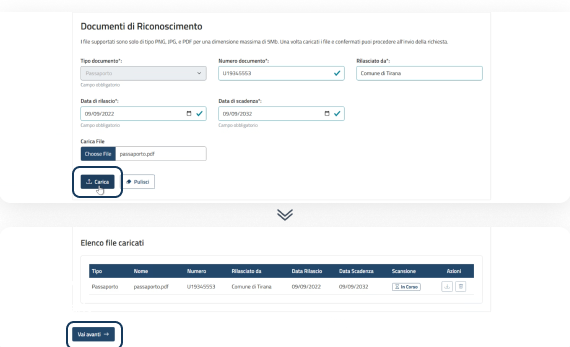 Documenti di Riconoscimento
I file supportati sono solo di tipo PNG, JPG, e PDF per una dimensione massima di 5Mb. Una volta caricati i file e confermati puoi procedere all'invio della richiesta.
Tipo documento*: Numero documento*: Rilasciato da*:
Passaporto U19345553 Comune di Tirana
Campo obbligatorio
Data di rilascio*: Data di scadenza*:
09/09/2022 09/09/2032
Campo obbligatorio Campo obbligatorio
Carica File
Choose File passaporto.pdf
Carica Pulisci
Elenco file caricati
Tipo Nome Numero Rilasciato da Data Rilascio Data Scadenza Scansione Azioni
Passaporto passaporto.pdf U19345553 Comune di Tirana 09/09/2022 09/09/2032 In Corso
Vai avanti →